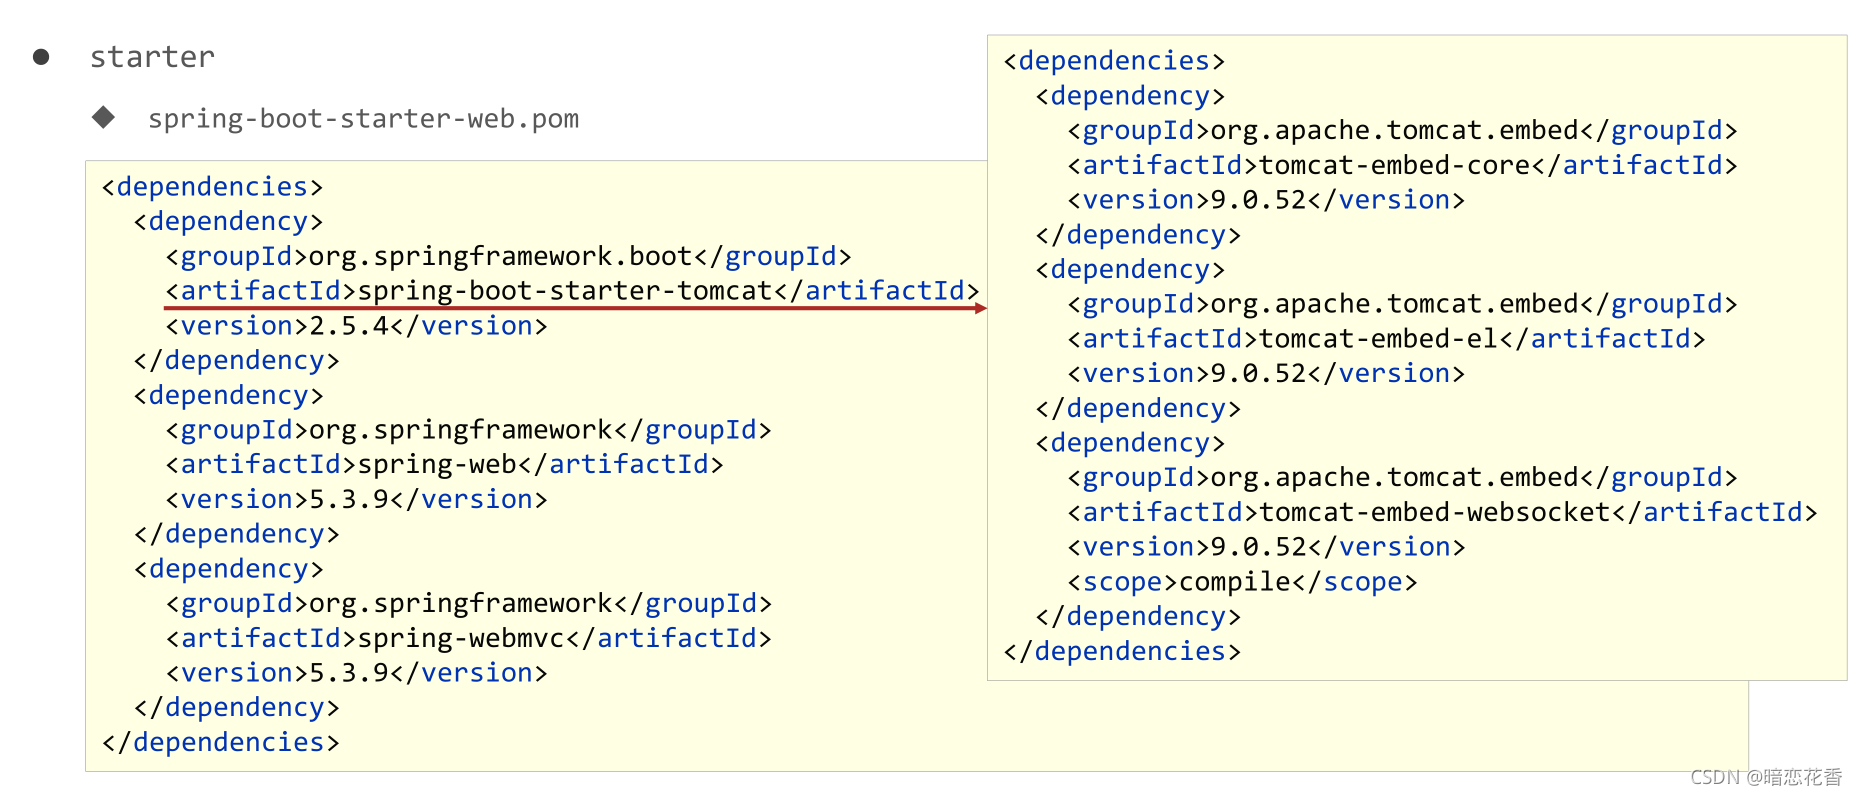 ● starter
◆ spring-boot-starter-web.pom
<dependencies>
  <dependency>
    <groupId>org.springframework.boot</groupId>
    <artifactId>spring-boot-starter-tomcat</artifactId>
    <version>2.5.4</version>
  </dependency>
  <dependency>
    <groupId>org.springframework</groupId>
    <artifactId>spring-web</artifactId>
    <version>5.3.9</version>
  </dependency>
  <dependency>
    <groupId>org.springframework</groupId>
    <artifactId>spring-webmvc</artifactId>
    <version>5.3.9</version>
  </dependency>
</dependencies>
<dependencies>
  <dependency>
    <groupId>org.apache.tomcat.embed</groupId>
    <artifactId>tomcat-embed-core</artifactId>
    <version>9.0.52</version>
  </dependency>
  <dependency>
    <groupId>org.apache.tomcat.embed</groupId>
    <artifactId>tomcat-embed-el</artifactId>
    <version>9.0.52</version>
  </dependency>
  <dependency>
    <groupId>org.apache.tomcat.embed</groupId>
    <artifactId>tomcat-embed-websocket</artifactId>
    <version>9.0.52</version>
    <scope>compile</scope>
  </dependency>
</dependencies>
CSDN @暗恋花香